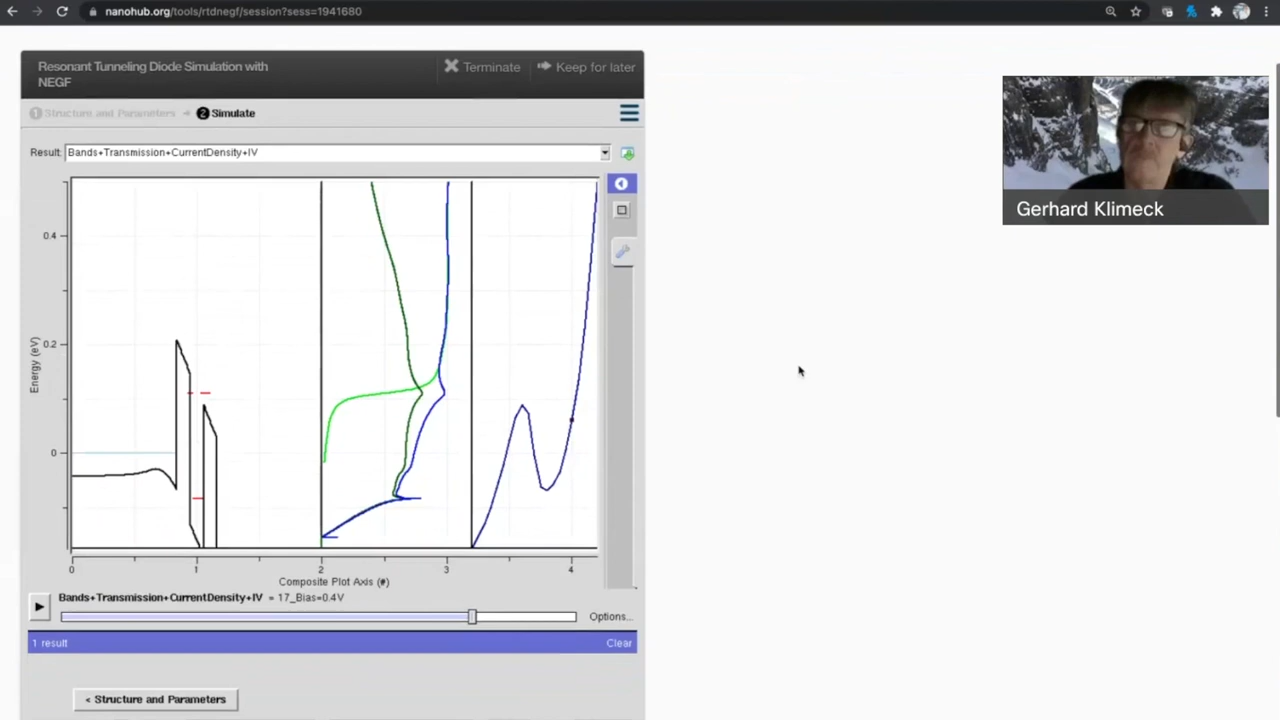 nanohub.org/tools/rtdnegf/session?sess=1941680
Resonant Tunneling Diode Simulation with
NEGF
Terminate
Keep for later
1 Structure and Parameters
2 Simulate
Result: Bands+Transmission+CurrentDensity+IV
Gerhard Klimeck
0.4
0.2
0
Energy (eV)
0 1 2 3 4
Composite Plot Axis (#)
Bands+Transmission+CurrentDensity+IV = 17_Bias=0.4V
Options...
1 result
Clear
< Structure and Parameters